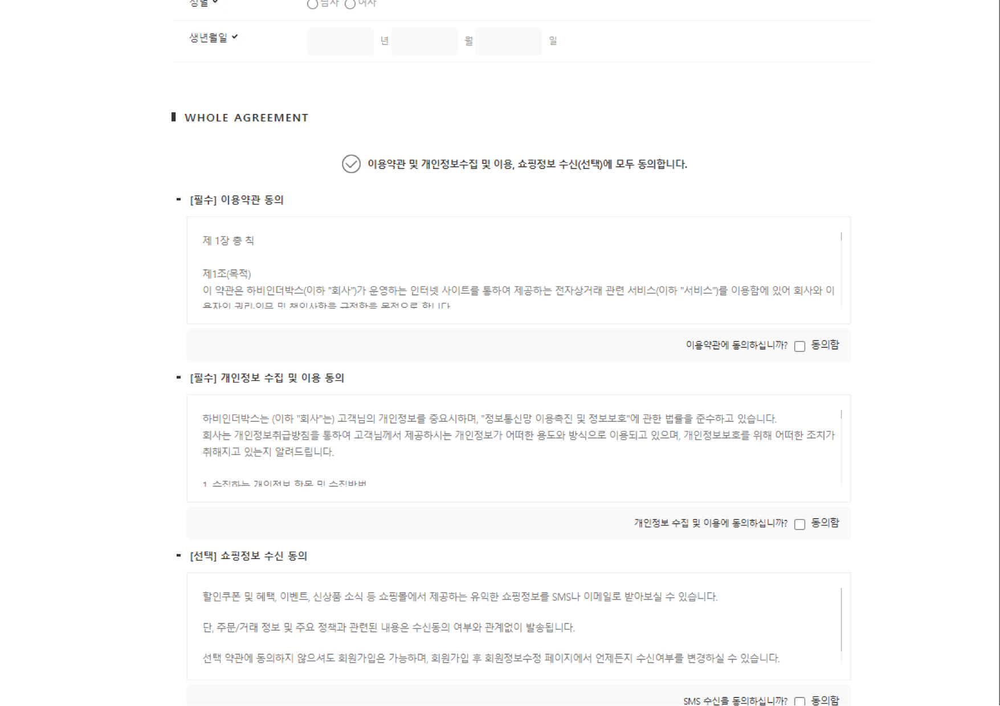 성별
남자 여자
생년월일 년 월 일
WHOLE AGREEMENT
이용약관 및 개인정보수집 및 이용, 쇼핑정보 수신(선택)에 모두 동의합니다.
- [필수] 이용약관 동의
제 1장 총 칙
제1조(목적)
이 약관은 하비인더박스(이하 "회사")가 운영하는 인터넷 사이트를 통하여 제공하는 전자상거래 관련 서비스(이하 "서비스")를 이용함에 있어 회사와 이
용자의 권리·의무 및 책임사항을 규정함을 목적으로 합니다.
이용약관에 동의하십니까? 동의함
- [필수] 개인정보 수집 및 이용 동의
하비인더박스는 (이하 "회사"는) 고객님의 개인정보를 중요시하며, "정보통신망 이용촉진 및 정보보호"에 관한 법률을 준수하고 있습니다.
회사는 개인정보취급방침을 통하여 고객님께서 제공하시는 개인정보가 어떠한 용도와 방식으로 이용되고 있으며, 개인정보보호를 위해 어떠한 조치가
취해지고 있는지 알려드립니다.
1. 수집하는 개인정보 항목 및 수집방법
개인정보 수집 및 이용에 동의하십니까? 동의함
- [선택] 쇼핑정보 수신 동의
할인쿠폰 및 혜택, 이벤트, 신상품 소식 등 쇼핑몰에서 제공하는 유익한 쇼핑정보를 SMS나 이메일로 받아보실 수 있습니다.
단, 주문/거래 정보 및 주요 정책과 관련된 내용은 수신동의 여부와 관계없이 발송됩니다.
선택 약관에 동의하지 않으셔도 회원가입은 가능하며, 회원가입 후 회원정보수정 페이지에서 언제든지 수신여부를 변경하실 수 있습니다.
SMS 수신을 동의하십니까? 동의함